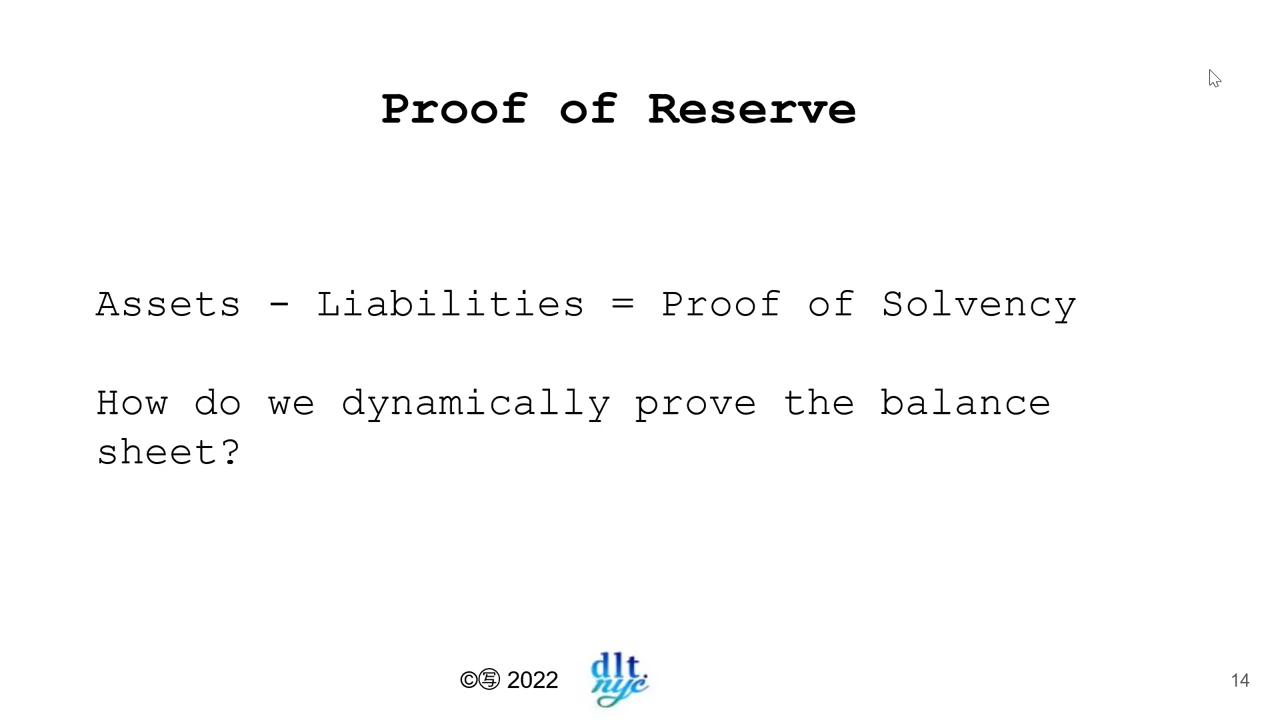 Proof of Reserve
Assets - Liabilities = Proof of Solvency
How do we dynamically prove the balance
sheet?
©㊢ 2022
dlt.
nyc
14